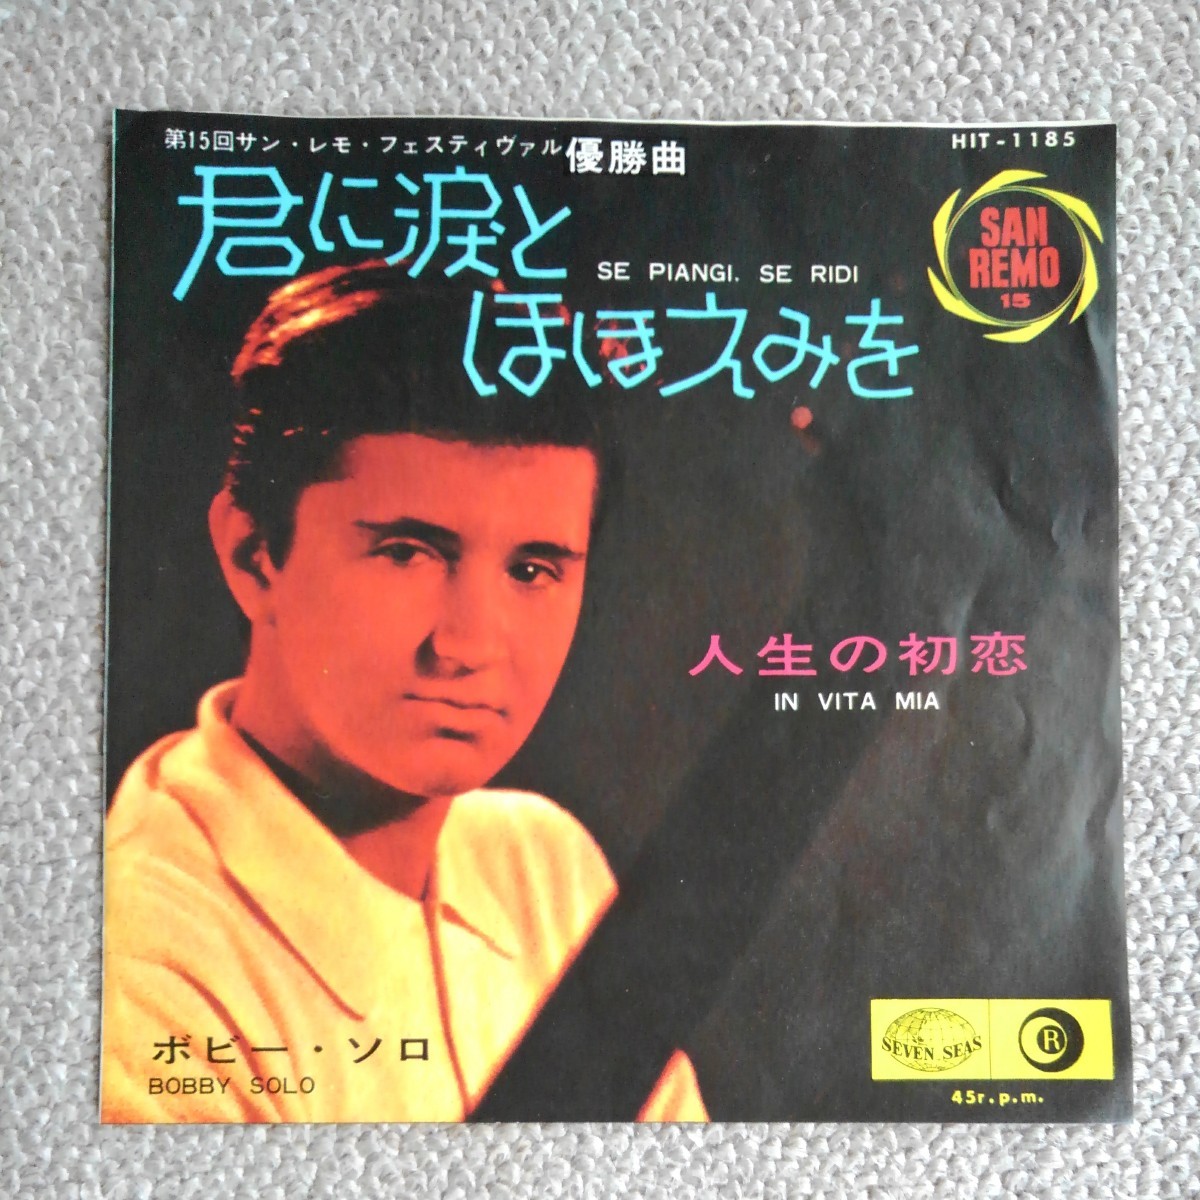 第15回サン・レモ・フェスティヴァル 優勝曲
HIT-1185
君に涙と
SE PIANGI. SE RIDI
ほほえみを
SAN
REMO
15
人生の初恋
IN VITA MIA
ボビー・ソロ
BOBBY SOLO
SEVEN SEAS
R
45r.p.m.